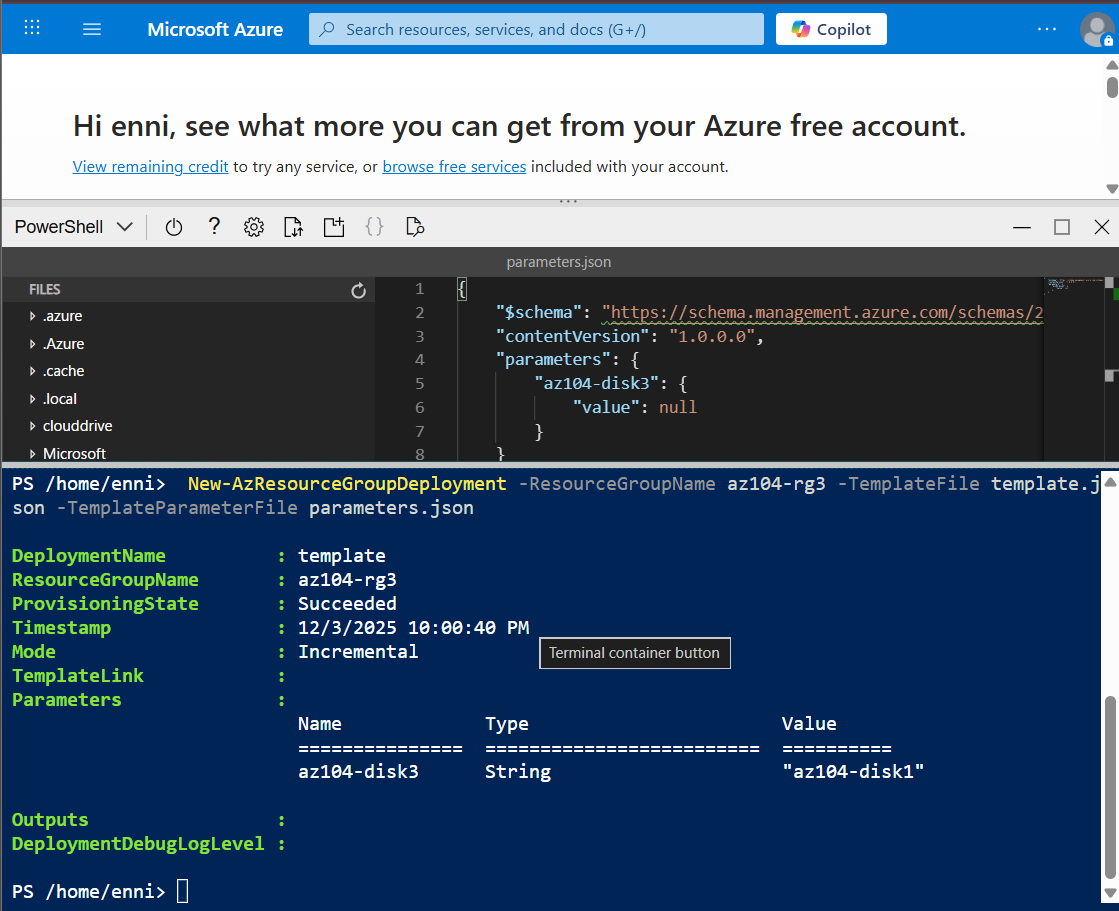 Microsoft Azure Search resources, services, and docs (G+/) Copilot ...
Hi enni, see what more you can get from your Azure free account.
View remaining credit to try any service, or browse free services included with your account.
PowerShell ? {}
parameters.json
FILES
.azure
.Azure
.cache
.local
clouddrive
Microsoft
1 {
2 "$schema": "https://schema.management.azure.com/schemas/2
3 "contentVersion": "1.0.0.0",
4 "parameters": {
5 "az104-disk3": {
6 "value": null
7 }
8 }
PS /home/enni> New-AzResourceGroupDeployment -ResourceGroupName az104-rg3 -TemplateFile template.j
son -TemplateParameterFile parameters.json
DeploymentName : template
ResourceGroupName : az104-rg3
ProvisioningState : Succeeded
Timestamp : 12/3/2025 10:00:40 PM
Mode : Incremental
Terminal container button
TemplateLink :
Parameters :
Name Type Value
=============== ========================= ==========
az104-disk3 String "az104-disk1"
Outputs :
DeploymentDebugLogLevel :
PS /home/enni>